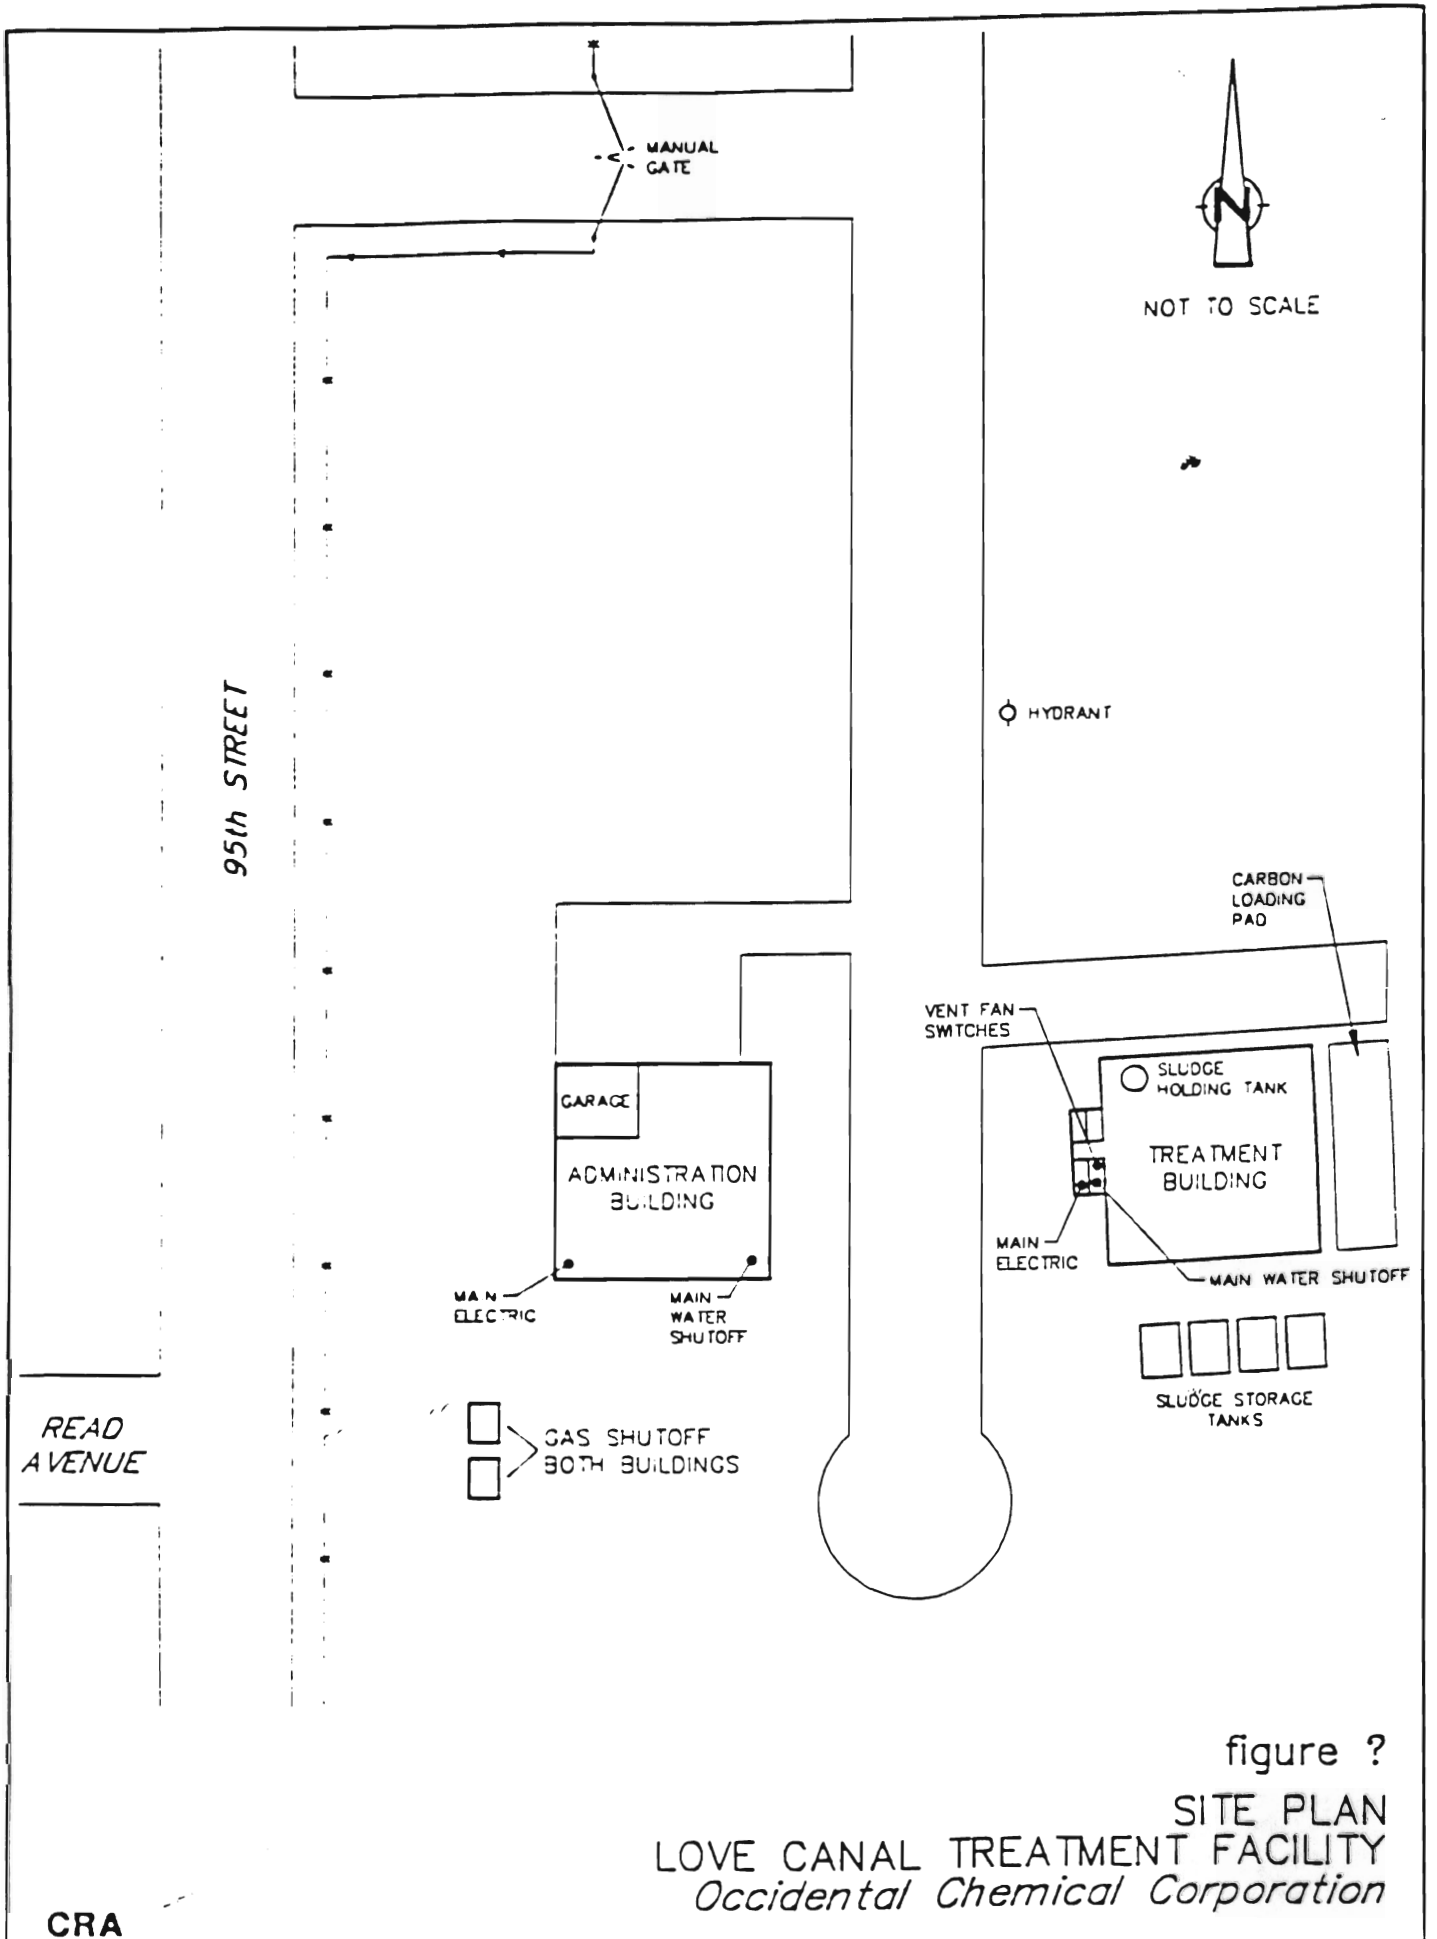 MANUAL
GATE
N
NOT TO SCALE
95th STREET
HYDRANT
CARBON
LOADING
PAD
VENT FAN
SWITCHES
SLUDGE
HOLDING TANK
GARAGE
TREATMENT
BUILDING
ADMINISTRATION
BUILDING
MAIN
ELECTRIC
MAIN WATER SHUTOFF
MAIN
ELECTRIC
MAIN
WATER
SHUTOFF
SLUDGE STORAGE
TANKS
READ
AVENUE
GAS SHUTOFF
BOTH BUILDINGS
figure ?
SITE PLAN
LOVE CANAL TREATMENT FACILITY
Occidental Chemical Corporation
CRA